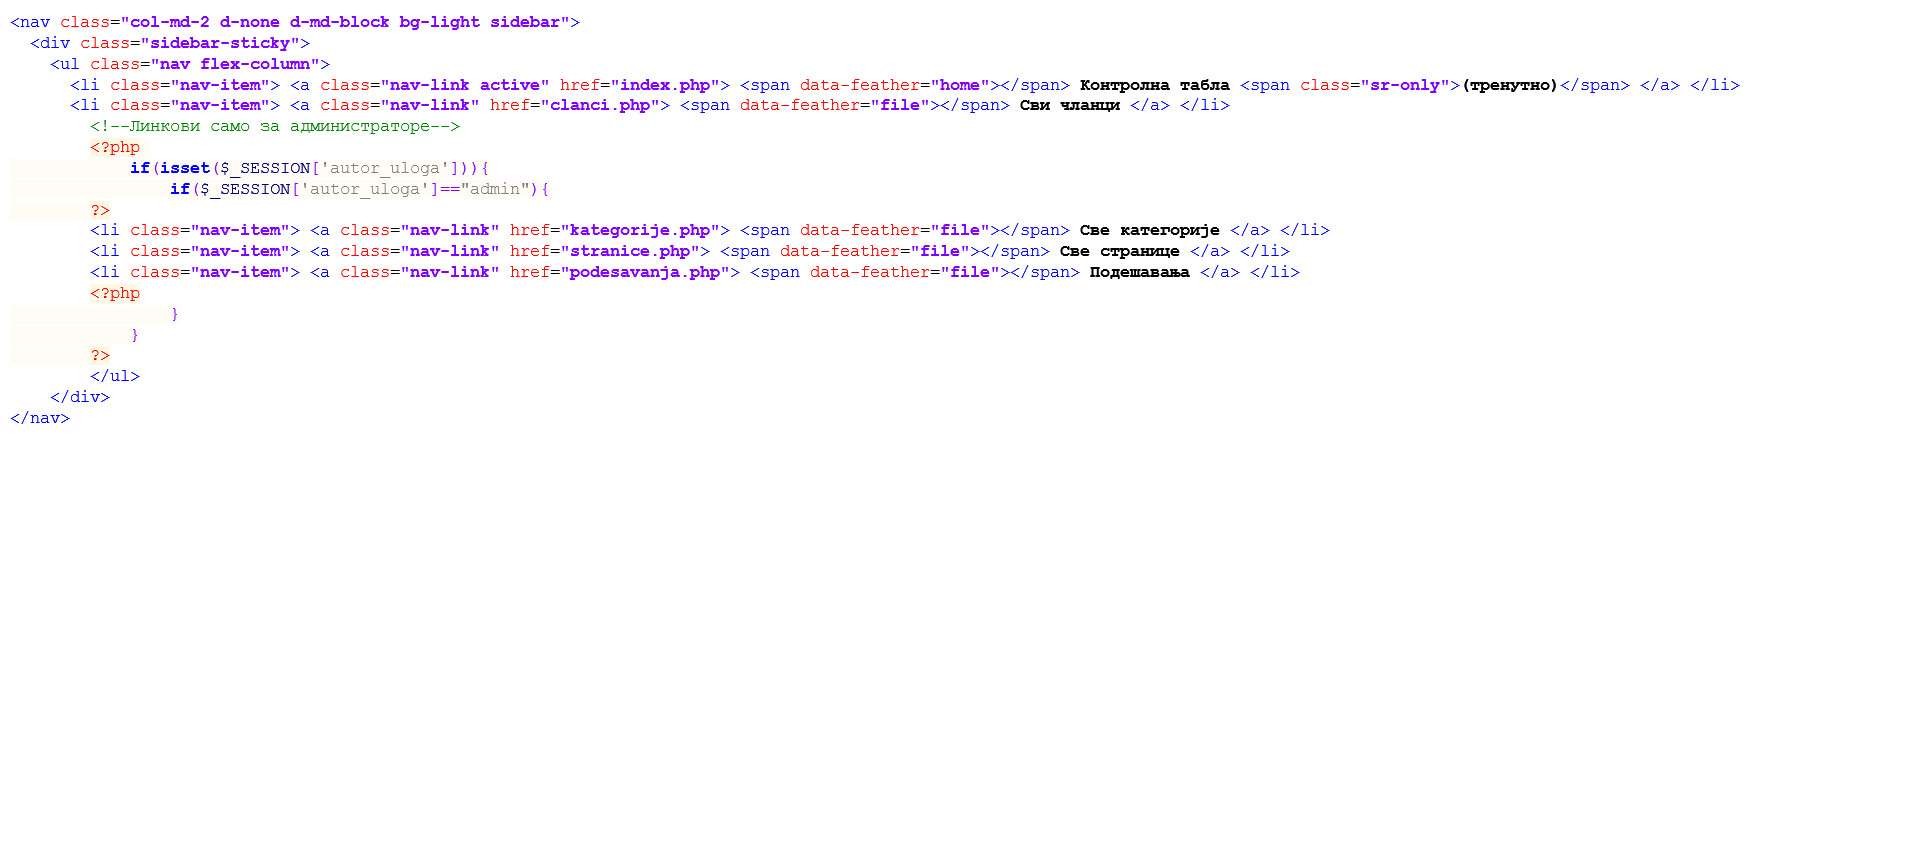 <nav class="col-md-2 d-none d-md-block bg-light sidebar">
  <div class="sidebar-sticky">
    <ul class="nav flex-column">
      <li class="nav-item"> <a class="nav-link active" href="index.php"> <span data-feather="home"></span> Контролна табла <span class="sr-only">(тренутно)</span> </a> </li>
      <li class="nav-item"> <a class="nav-link" href="clanci.php"> <span data-feather="file"></span> Сви чланци </a> </li>
        <!--Линкови само за администраторе-->
        <?php
            if(isset($_SESSION['autor_uloga'])){
                if($_SESSION['autor_uloga']=="admin"){
        ?>
        <li class="nav-item"> <a class="nav-link" href="kategorije.php"> <span data-feather="file"></span> Све категорије </a> </li>
        <li class="nav-item"> <a class="nav-link" href="stranice.php"> <span data-feather="file"></span> Све странице </a> </li>
        <li class="nav-item"> <a class="nav-link" href="podesavanja.php"> <span data-feather="file"></span> Подешавања </a> </li>
        <?php
                }
            }
        ?>
        </ul>
    </div>
</nav>